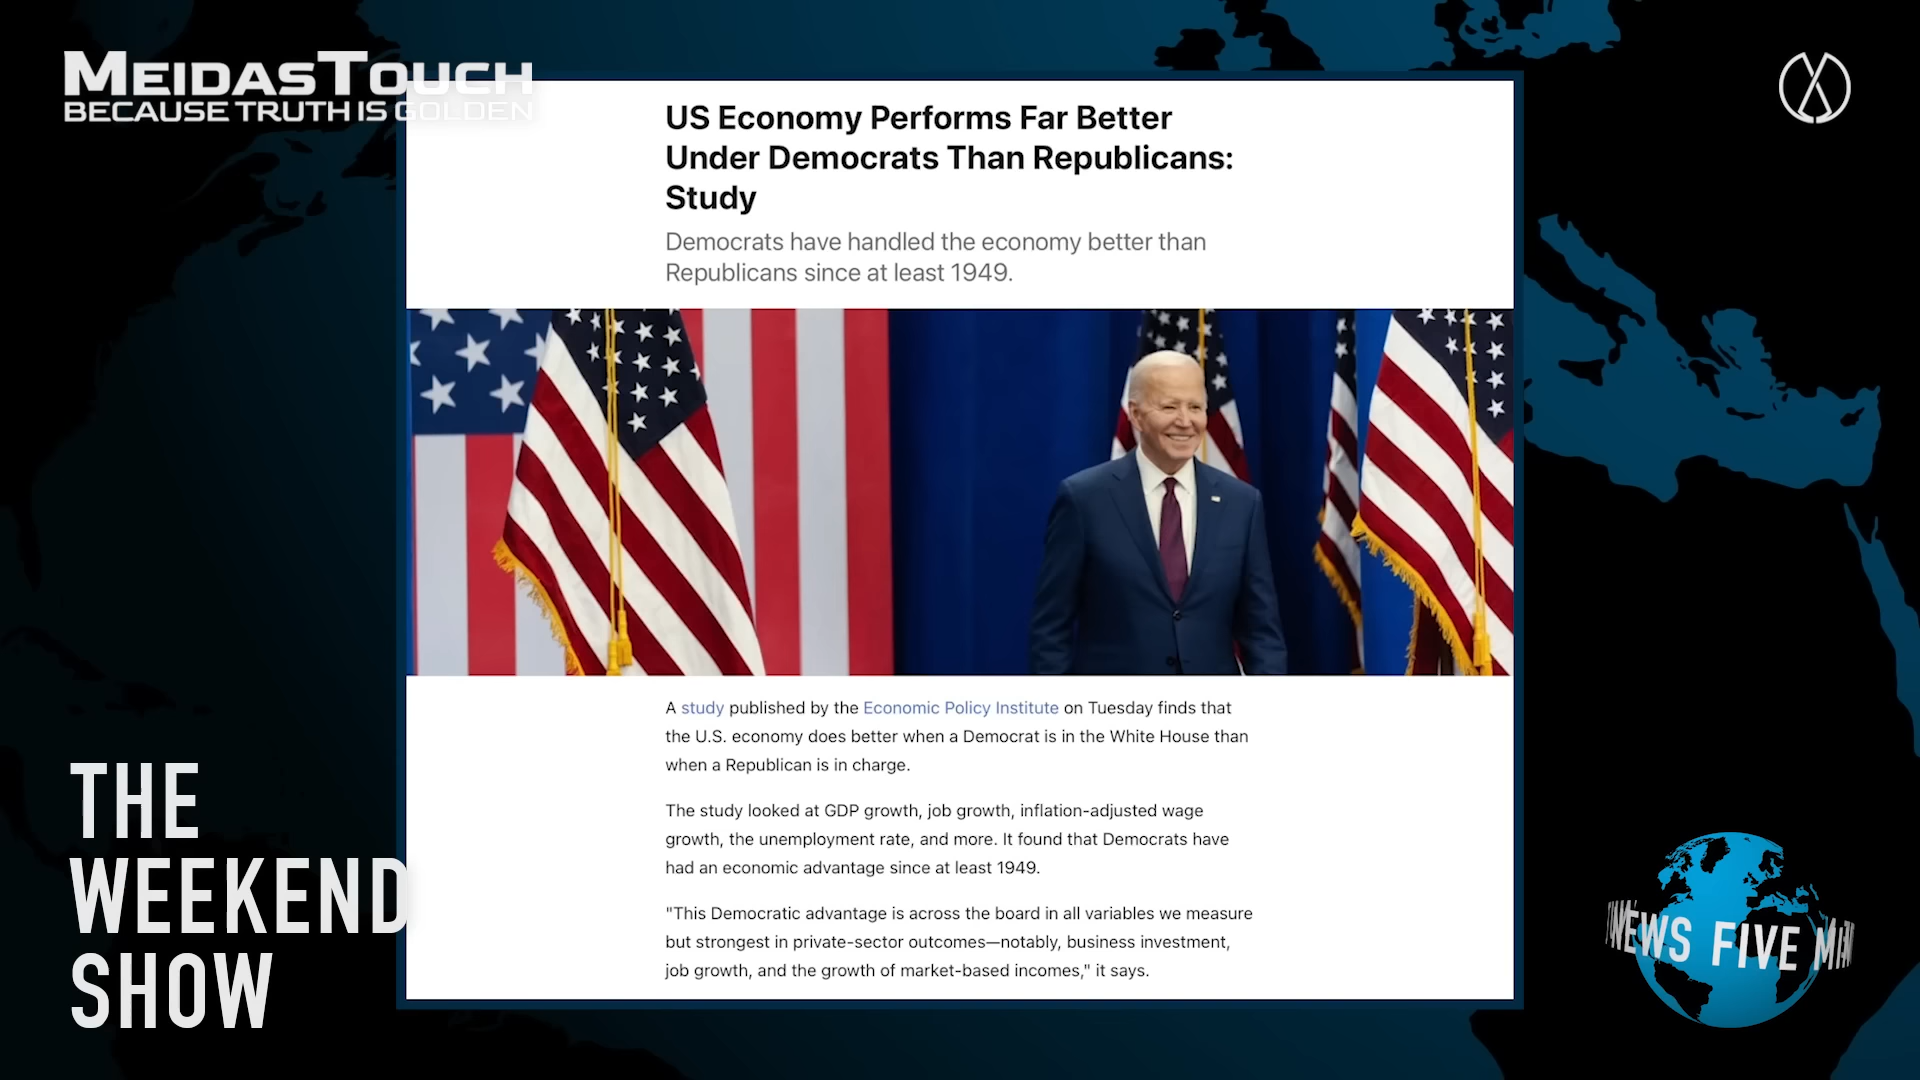 MEIDASTOUCH
BECAUSE TRUTH IS GOLDEN
US Economy Performs Far Better
Under Democrats Than Republicans:
Study
Democrats have handled the economy better than
Republicans since at least 1949.
A study published by the Economic Policy Institute on Tuesday finds that
the U.S. economy does better when a Democrat is in the White House than
when a Republican is in charge.
The study looked at GDP growth, job growth, inflation-adjusted wage
growth, the unemployment rate, and more. It found that Democrats have
had an economic advantage since at least 1949.
"This Democratic advantage is across the board in all variables we measure
but strongest in private-sector outcomes—notably, business investment,
job growth, and the growth of market-based incomes," it says.
THE
WEEKEND
SHOW
NEWS FIVE